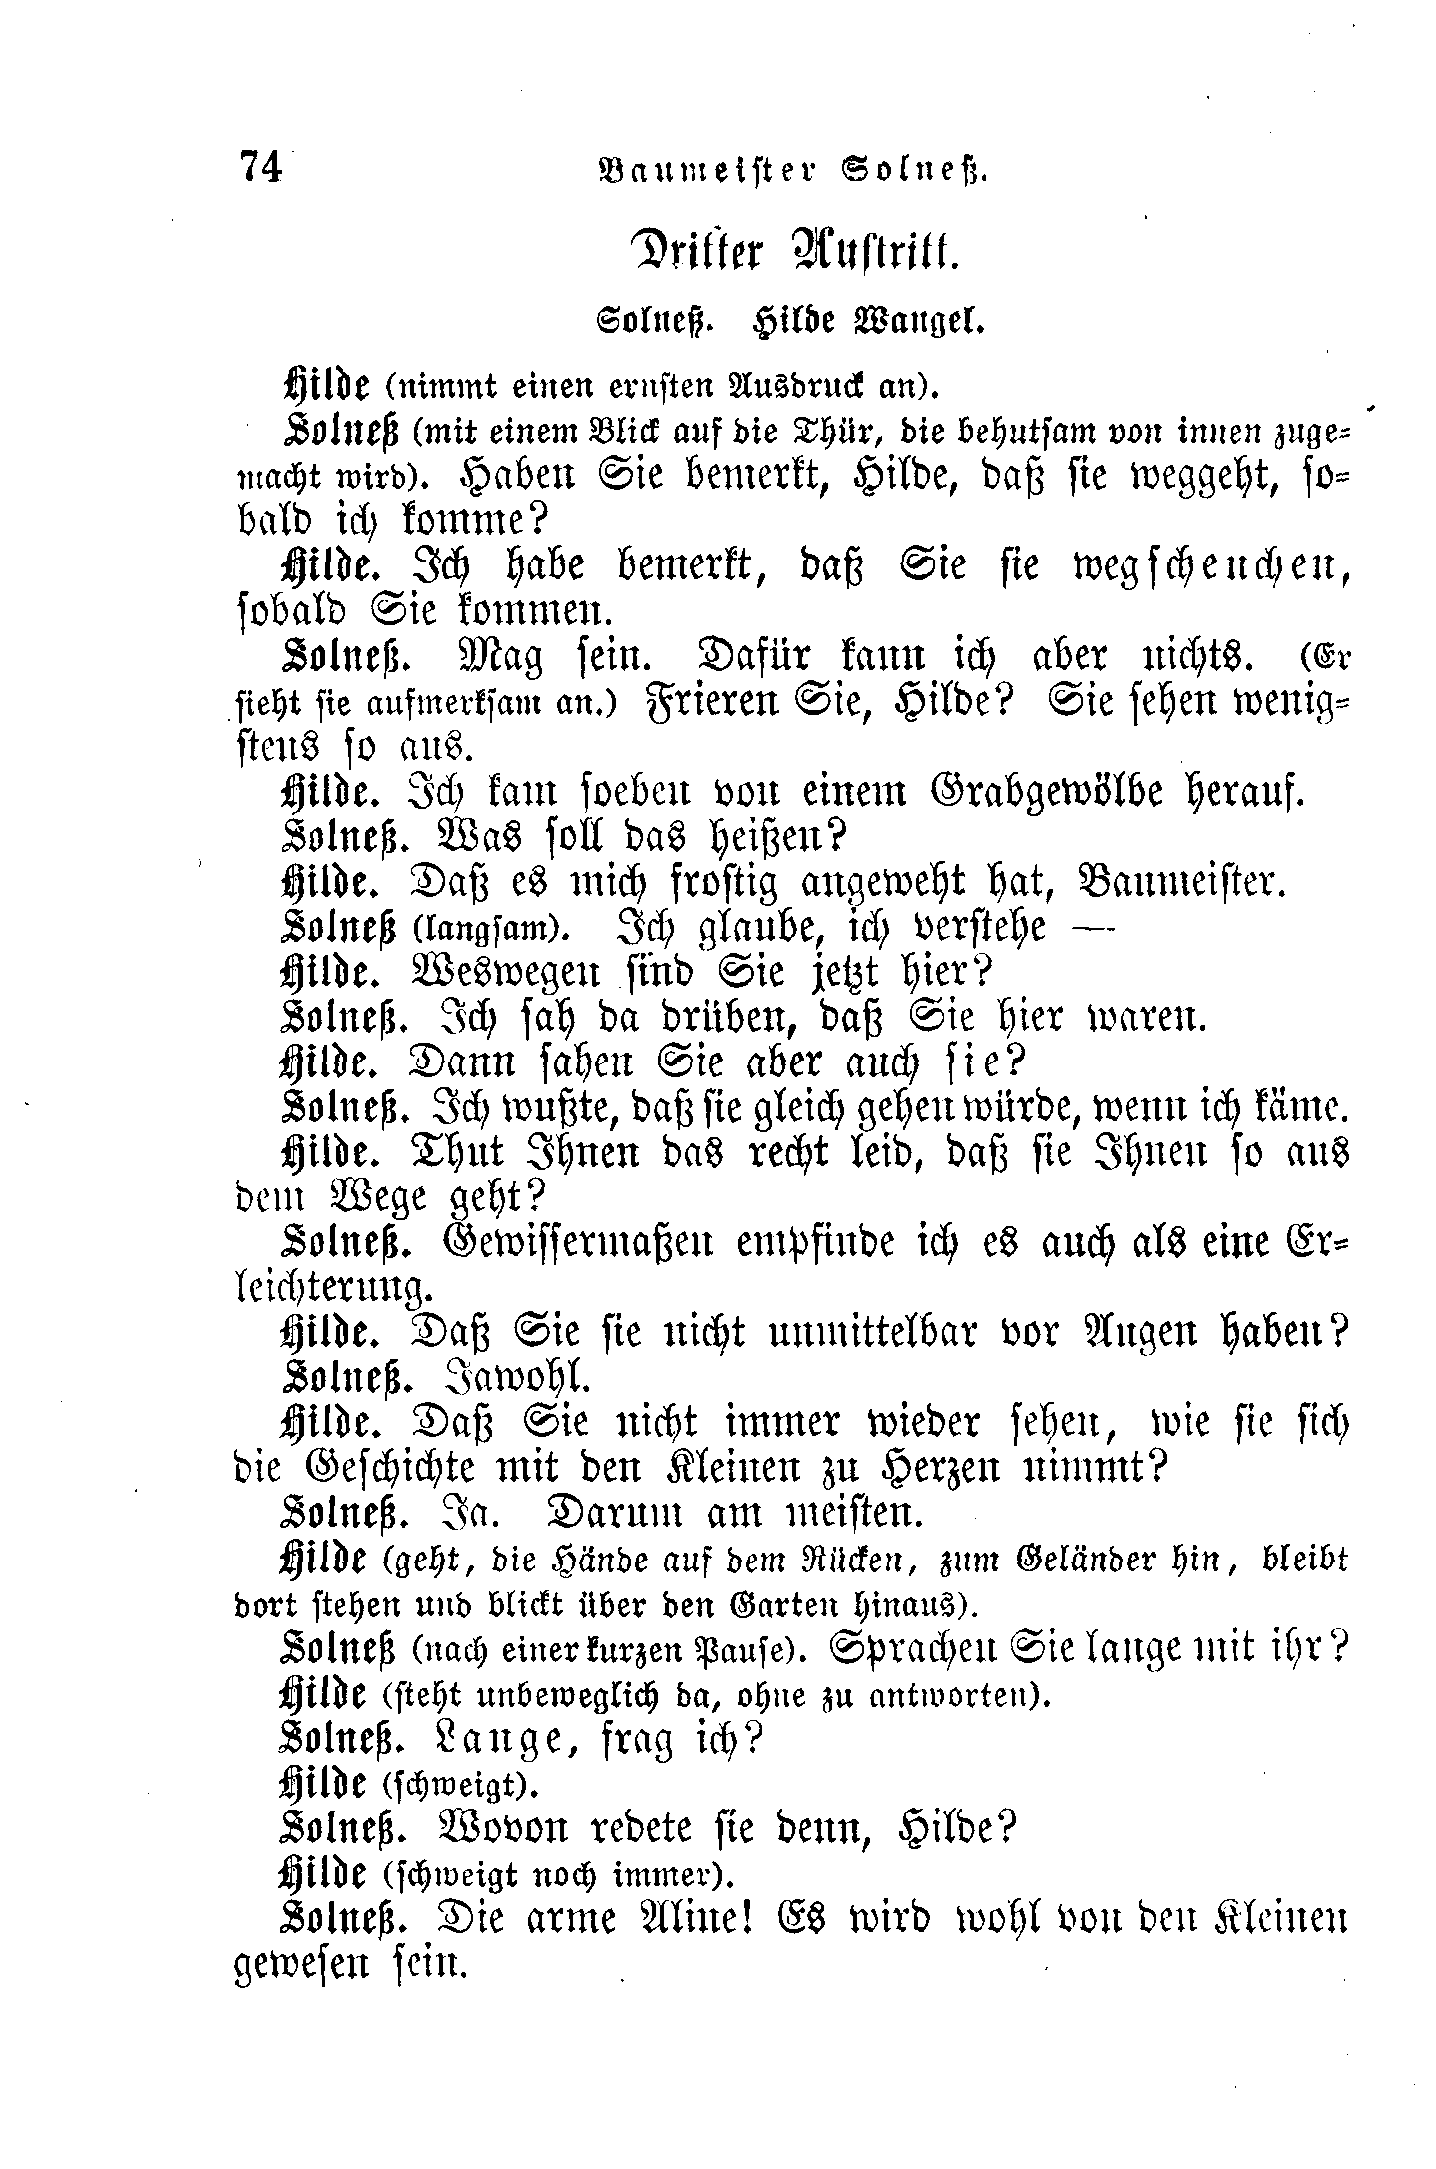 74 Baumeister Solneß.
Dritter Auftritt.
Solneß. Hilde Wangel.
Hilde (nimmt einen ernsten Ausdruck an).
Solneß (mit einem Blick auf die Thür, die behutsam von innen zuge-
macht wird). Haben Sie bemerkt, Hilde, daß sie weggeht, so-
bald ich komme?
Hilde. Ich habe bemerkt, daß Sie sie wegscheuchen,
sobald Sie kommen.
Solneß. Mag sein. Dafür kann ich aber nichts. (Er
sieht sie aufmerksam an.) Frieren Sie, Hilde? Sie sehen wenig-
stens so aus.
Hilde. Ich kam soeben von einem Grabgewölbe herauf.
Solneß. Was soll das heißen?
Hilde. Daß es mich frostig angeweht hat, Baumeister.
Solneß (langsam). Ich glaube, ich verstehe —
Hilde. Weswegen sind Sie jetzt hier?
Solneß. Ich sah da drüben, daß Sie hier waren.
Hilde. Dann sahen Sie aber auch sie?
Solneß. Ich wußte, daß sie gleich gehen würde, wenn ich käme.
Hilde. Thut Ihnen das recht leid, daß sie Ihnen so aus
dem Wege geht?
Solneß. Gewissermaßen empfinde ich es auch als eine Er-
leichterung.
Hilde. Daß Sie sie nicht unmittelbar vor Augen haben?
Solneß. Jawohl.
Hilde. Daß Sie nicht immer wieder sehen, wie sie sich
die Geschichte mit den Kleinen zu Herzen nimmt?
Solneß. Ja. Darum am meisten.
Hilde (geht, die Hände auf dem Rücken, zum Geländer hin, bleibt
dort stehen und blickt über den Garten hinaus).
Solneß (nach einer kurzen Pause). Sprachen Sie lange mit ihr?
Hilde (steht unbeweglich da, ohne zu antworten).
Solneß. Lange, frag ich?
Hilde (schweigt).
Solneß. Wovon redete sie denn, Hilde?
Hilde (schweigt noch immer).
Solneß. Die arme Aline! Es wird wohl von den Kleinen
gewesen sein.